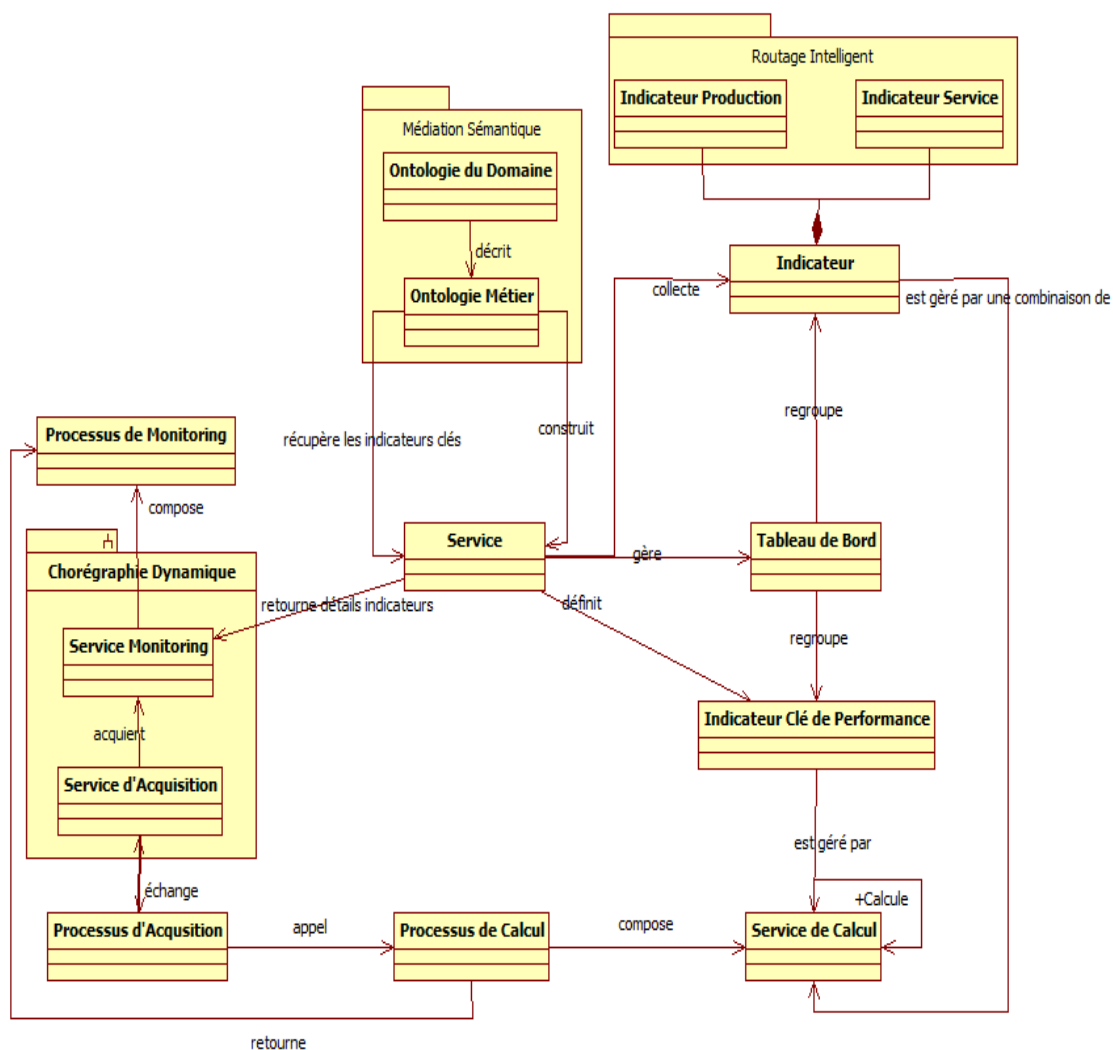 Routage Intelligent
Indicateur Production
Indicateur Service
Médiation Sémantique
Ontologie du Domaine
décrit
Indicateur
Ontologie Métier
collecte
est gèré par une combinaison de
regroupe
Processus de Monitoring
récupère les indicateurs clés
construit
compose
Service
gère
Tableau de Bord
Chorégraphie Dynamique
retourne détails indicateurs
définit
Service Monitoring
regroupe
Indicateur Clé de Performance
acquient
Service d'Acquisition
est géré par
échange
+Calcule
Processus d'Acqusition
appel
Processus de Calcul
compose
Service de Calcul
retourne